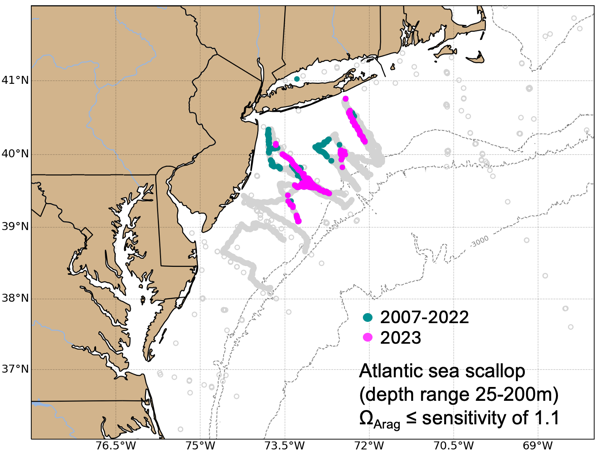 41°N
40°N
39°N
38°N
37°N
-3000
2007-2022
2023
Atlantic sea scallop
(depth range 25-200m)
ΩArag ≤ sensitivity of 1.1
76.5°W 75°W 73.5°W 72°W 70.5°W 69°W